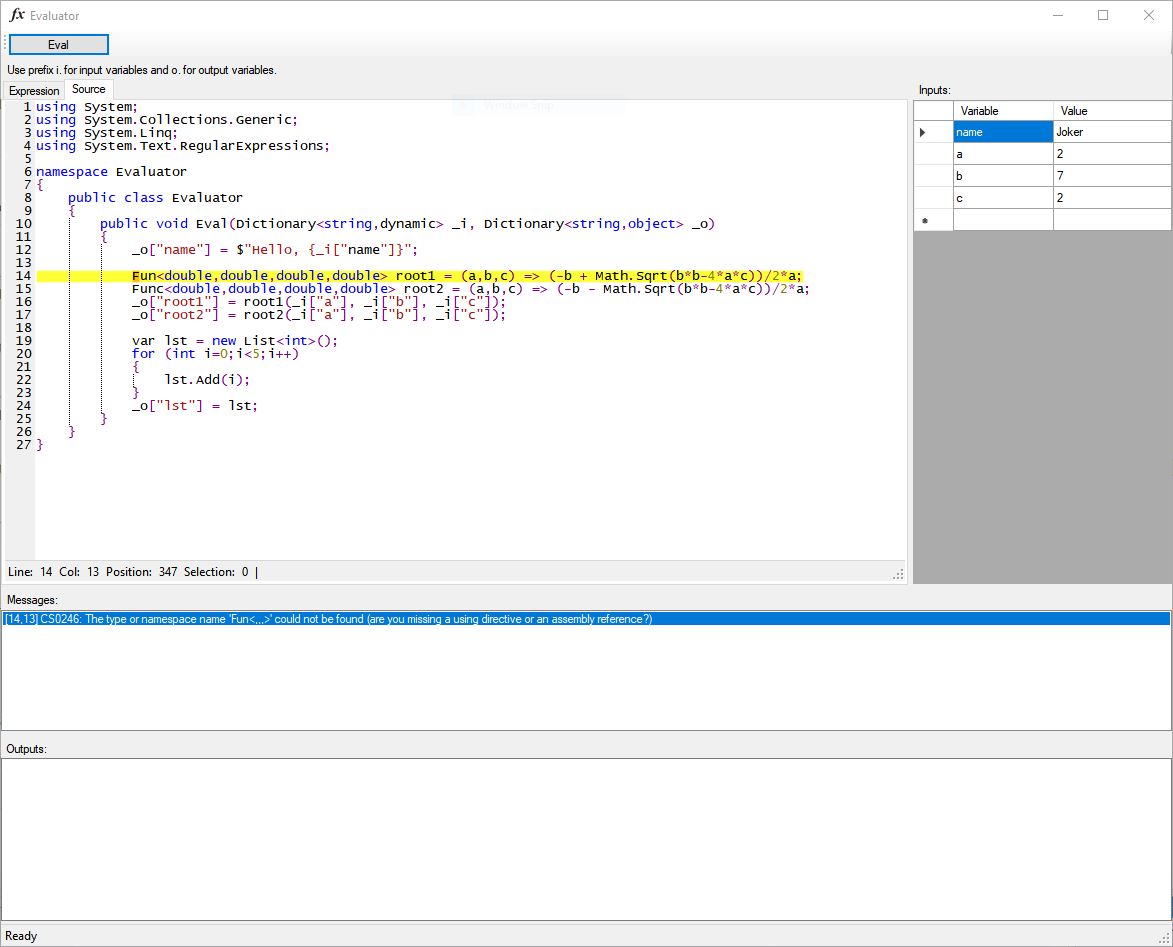 fx Evaluator
Eval
Use prefix i. for input variables and o. for output variables.
Expression Source
1 using System;
2 using System.Collections.Generic;
3 using System.Linq;
4 using System.Text.RegularExpressions;
5
6 namespace Evaluator
7 {
8     public class Evaluator
9     {
10         public void Eval(Dictionary<string,dynamic> _i, Dictionary<string,object> _o)
11         {
12             _o["name"] = $"Hello, {_i["name"]}";
13
14             Fun<double,double,double,double> root1 = (a,b,c) => (-b + Math.Sqrt(b*b-4*a*c))/2*a;
15             Func<double,double,double,double> root2 = (a,b,c) => (-b - Math.Sqrt(b*b-4*a*c))/2*a;
16             _o["root1"] = root1(_i["a"], _i["b"], _i["c"]);
17             _o["root2"] = root2(_i["a"], _i["b"], _i["c"]);
18
19             var lst = new List<int>();
20             for (int i=0;i<5;i++)
21             {
22                 lst.Add(i);
23             }
24             _o["lst"] = lst;
25         }
26     }
27 }
Line: 14 Col: 13 Position: 347 Selection: 0 |
Inputs:
Variable Value
name Joker
a 2
b 7
c 2
Messages:
[14,13] CS0246: The type or namespace name 'Fun<,,,>' could not be found (are you missing a using directive or an assembly reference?)
Outputs:
Ready